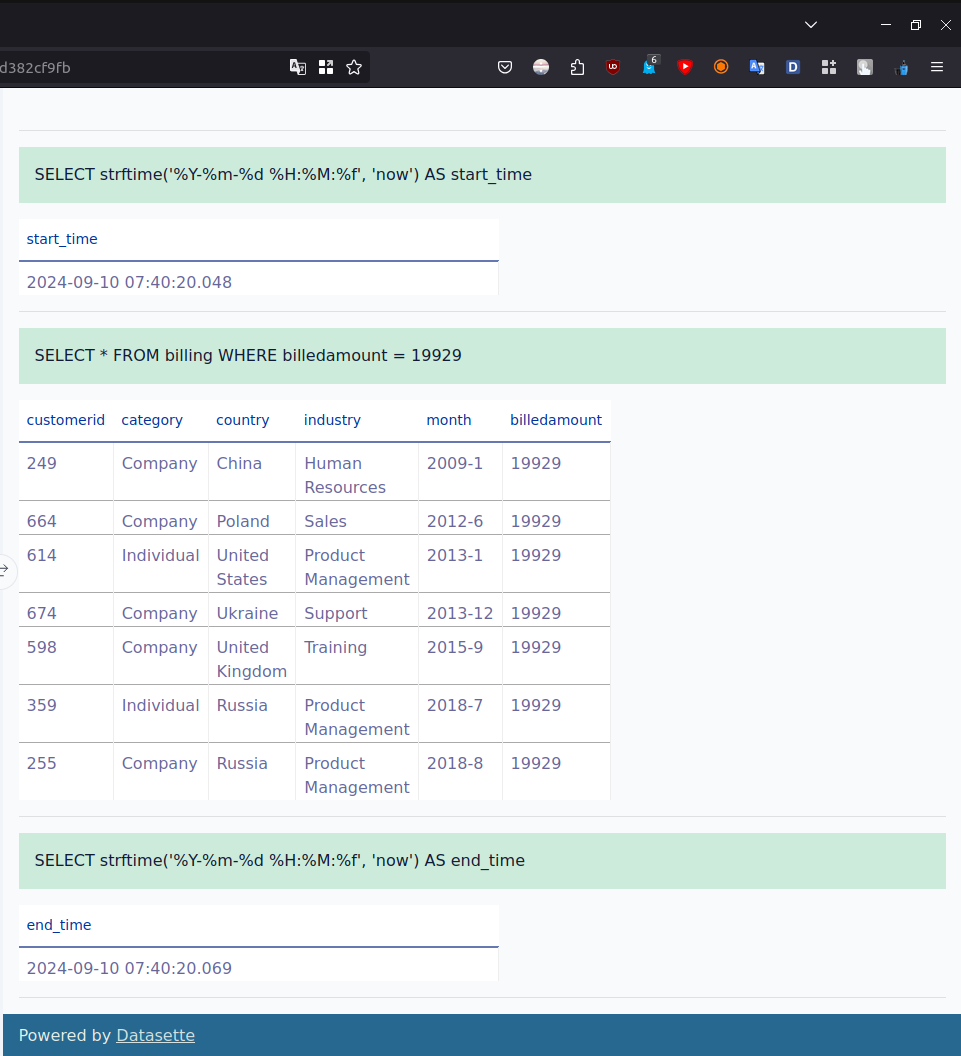 d382cf9fb
6
SELECT strftime('%Y-%m-%d %H:%M:%f', 'now') AS start_time
start_time
2024-09-10 07:40:20.048
SELECT * FROM billing WHERE billedamount = 19929
customerid category country industry month billedamount
249 Company China Human Resources 2009-1 19929
664 Company Poland Sales 2012-6 19929
614 Individual United States Product Management 2013-1 19929
674 Company Ukraine Support 2013-12 19929
598 Company United Kingdom Training 2015-9 19929
359 Individual Russia Product Management 2018-7 19929
255 Company Russia Product Management 2018-8 19929
SELECT strftime('%Y-%m-%d %H:%M:%f', 'now') AS end_time
end_time
2024-09-10 07:40:20.069
Powered by Datasette